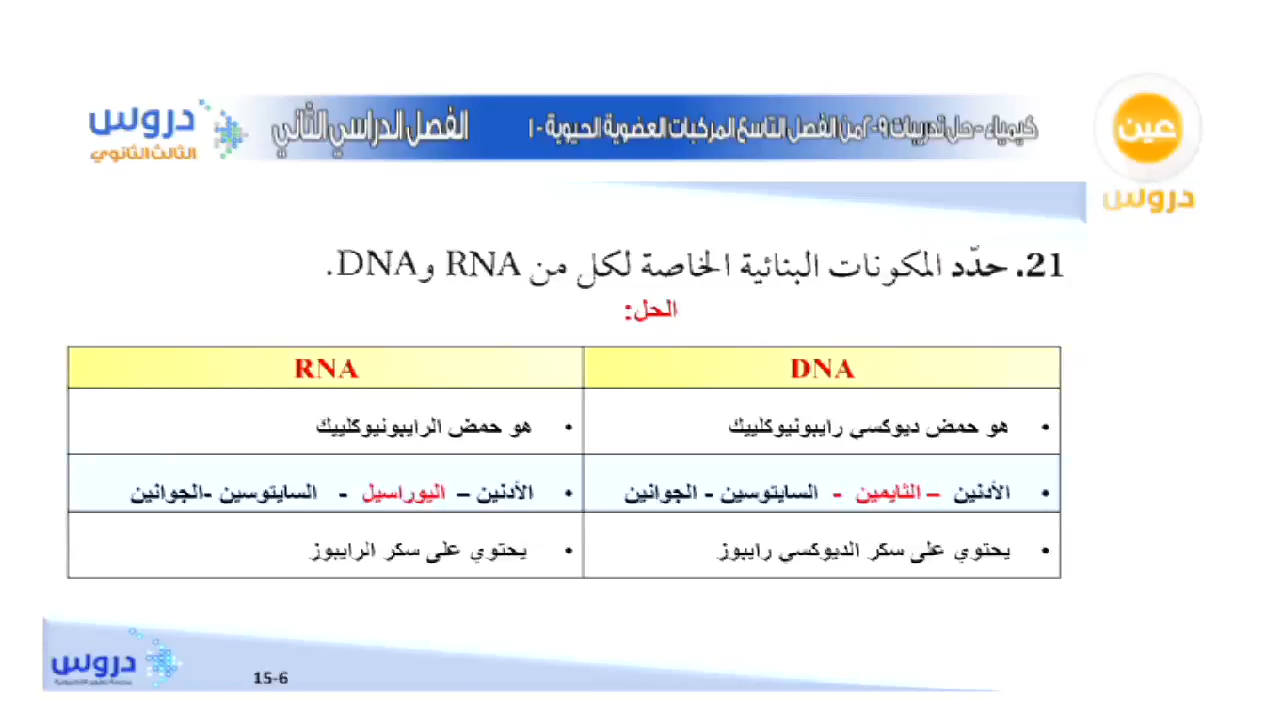 عين
دروس
كيمياء - حل تدريبات ٩-٢ من الفصل التاسع المركبات العضوية الحيوية - ١
الفصل الدراسي الثاني
دروس
الثالث الثانوي
21. حدّد المكونات البنائية الخاصة لكل من RNA وDNA.
الحل:
DNA
RNA
• هو حمض ديوكسي رايبونيوكلييك
• هو حمض الرايبونيوكلييك
• الأدنين – الثايمين - السايتوسين - الجوانين
• الأدنين – اليوراسيل - السايتوسين -الجوانين
• يحتوي على سكر الديوكسي رايبوز
• يحتوي على سكر الرايبوز
دروس
15-6